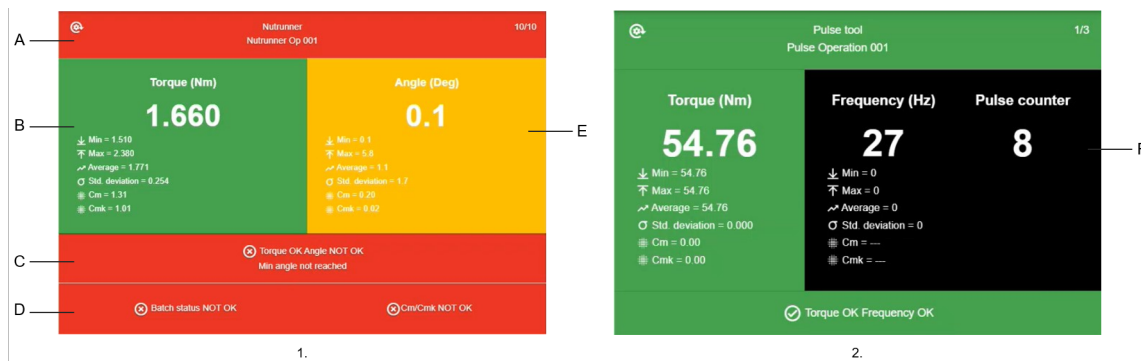 Nutrunner
10/10
Nutrunner Op 001
A
Torque (Nm)
1.660
Min = 1.510
Max = 2.380
Average = 1.771
Std. deviation = 0.254
Cm = 1.31
Cmk = 1.01
B
Angle (Deg)
0.1
Min = 0.1
Max = 5.8
Average = 1.1
Std. deviation = 1.7
Cm = 0.20
Cmk = 0.02
E
Torque OK Angle NOT OK
Min angle not reached
C
Batch status NOT OK
Cm/Cmk NOT OK
D
1.
Pulse tool
1/3
Pulse Operation 001
Torque (Nm)
54.76
Min = 54.76
Max = 54.76
Average = 54.76
Std. deviation = 0.000
Cm = 0.00
Cmk = 0.00
Frequency (Hz)
27
Min = 0
Max = 0
Average = 0
Std. deviation = 0
Cm = ---
Cmk = ---
Pulse counter
8
F
Torque OK Frequency OK
2.